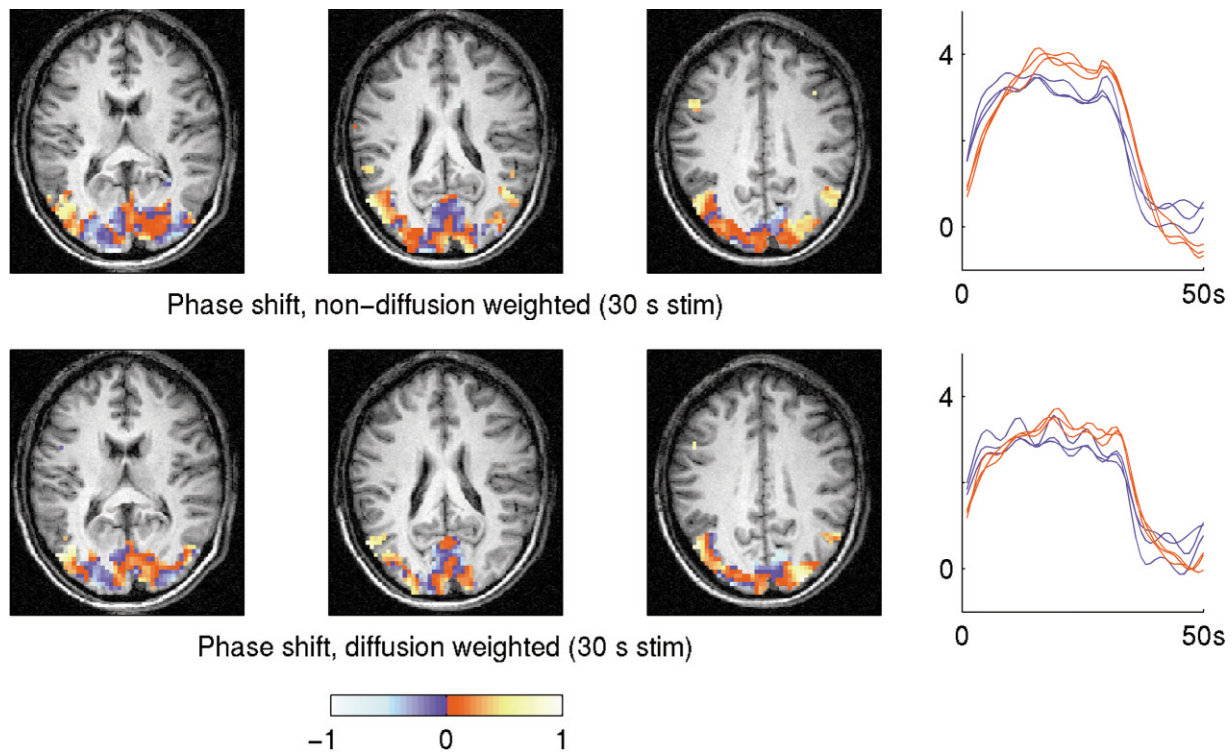 4
0
0
50s
Phase shift, non-diffusion weighted (30 s stim)
4
0
0
50s
Phase shift, diffusion weighted (30 s stim)
-1
0
1